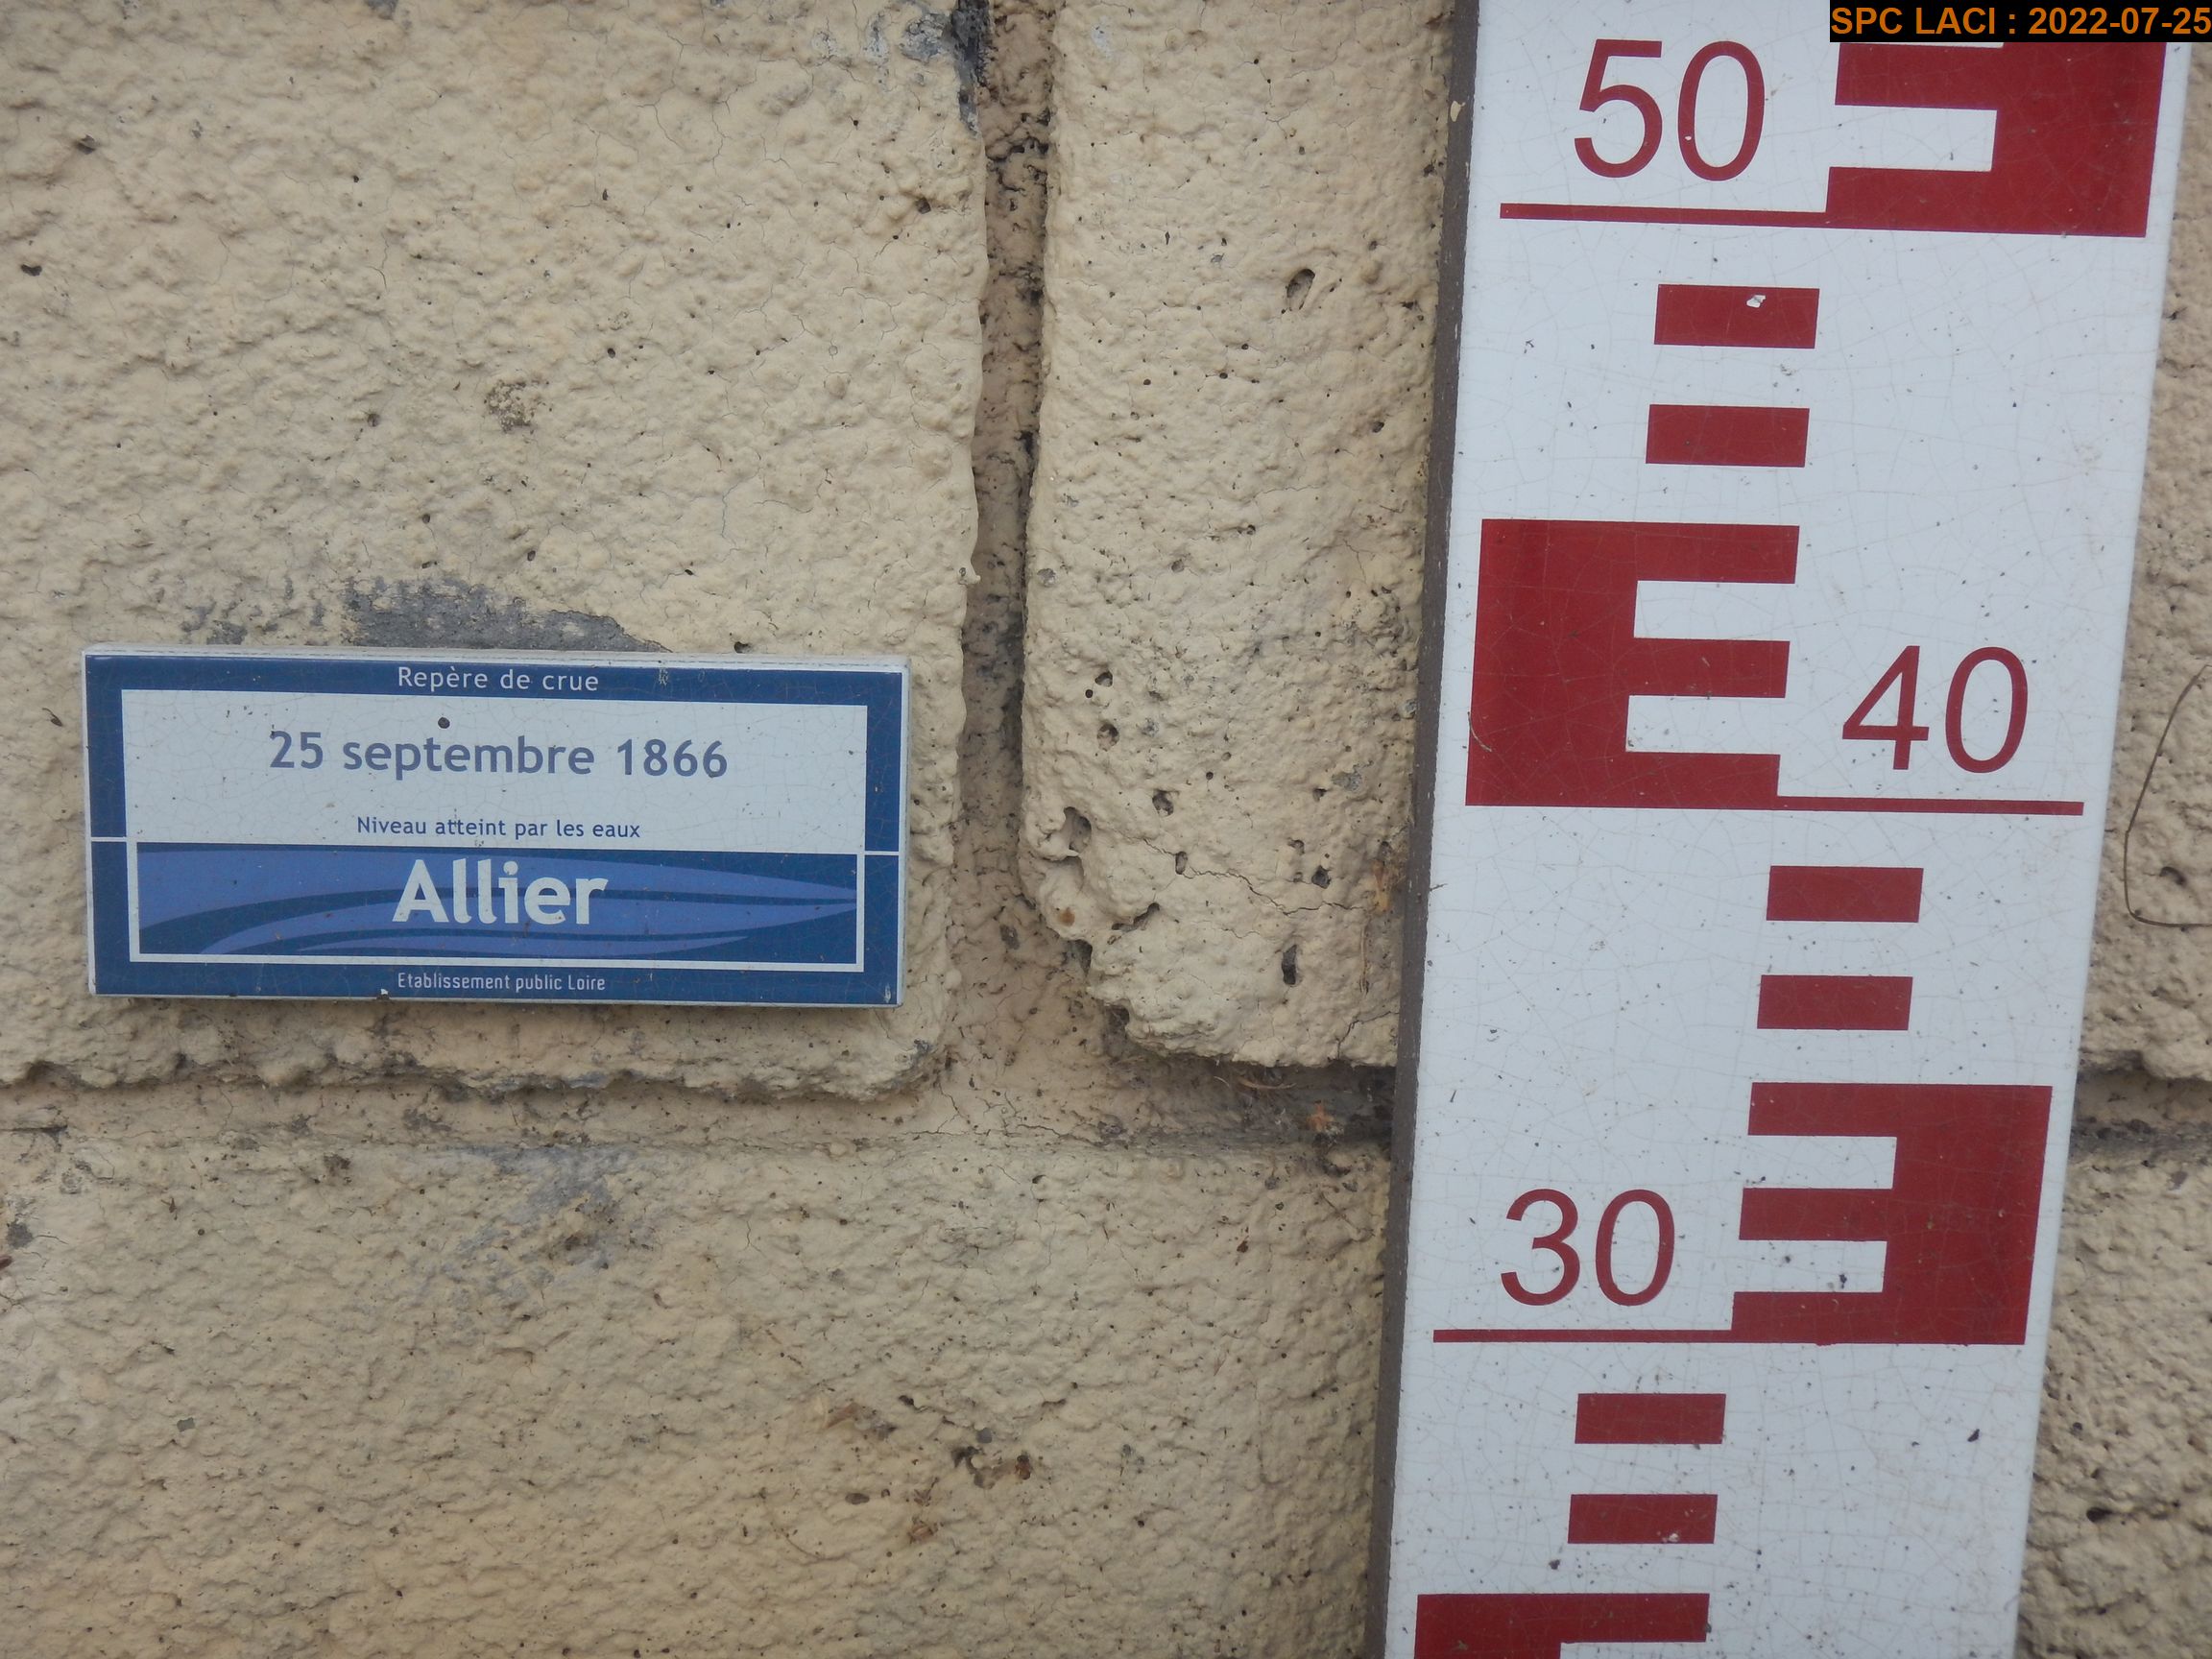 SPC LACI : 2022-07-25
50
Repère de crue
25 septembre 1866
Niveau atteint par les eaux
Allier
Etablissement public Loire
40
30